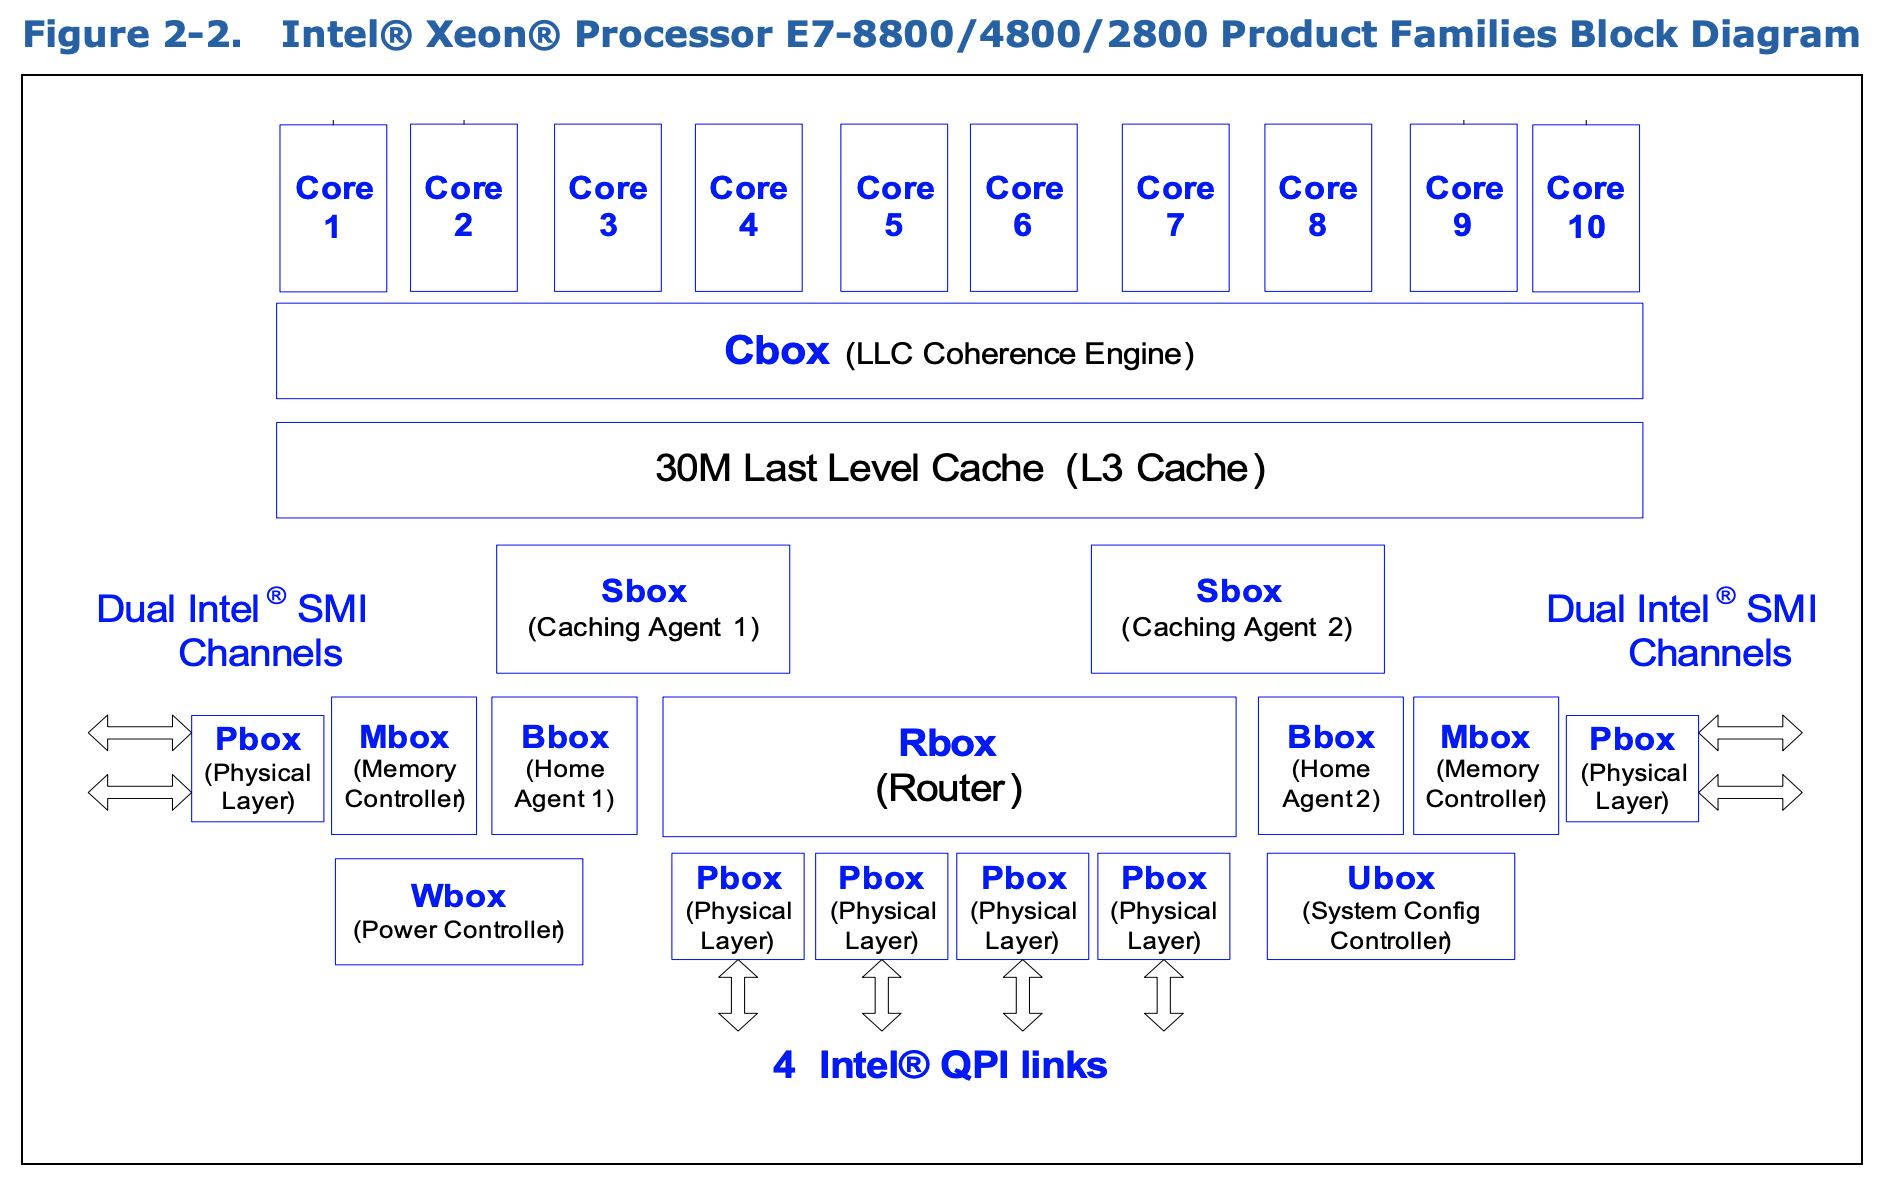 Figure 2-2. Intel® Xeon® Processor E7-8800/4800/2800 Product Families Block Diagram
Core 1
Core 2
Core 3
Core 4
Core 5
Core 6
Core 7
Core 8
Core 9
Core 10
Cbox (LLC Coherence Engine)
30M Last Level Cache (L3 Cache)
Sbox
(Caching Agent 1)
Sbox
(Caching Agent 2)
Dual Intel® SMI
Channels
Dual Intel® SMI
Channels
Pbox
(Physical
Layer)
Mbox
(Memory
Controller)
Bbox
(Home
Agent 1)
Rbox
(Router)
Bbox
(Home
Agent2)
Mbox
(Memory
Controller)
Pbox
(Physical
Layer)
Wbox
(Power Controller)
Pbox
(Physical
Layer)
Pbox
(Physical
Layer)
Pbox
(Physical
Layer)
Pbox
(Physical
Layer)
Ubox
(System Config
Controller)
4 Intel® QPI links